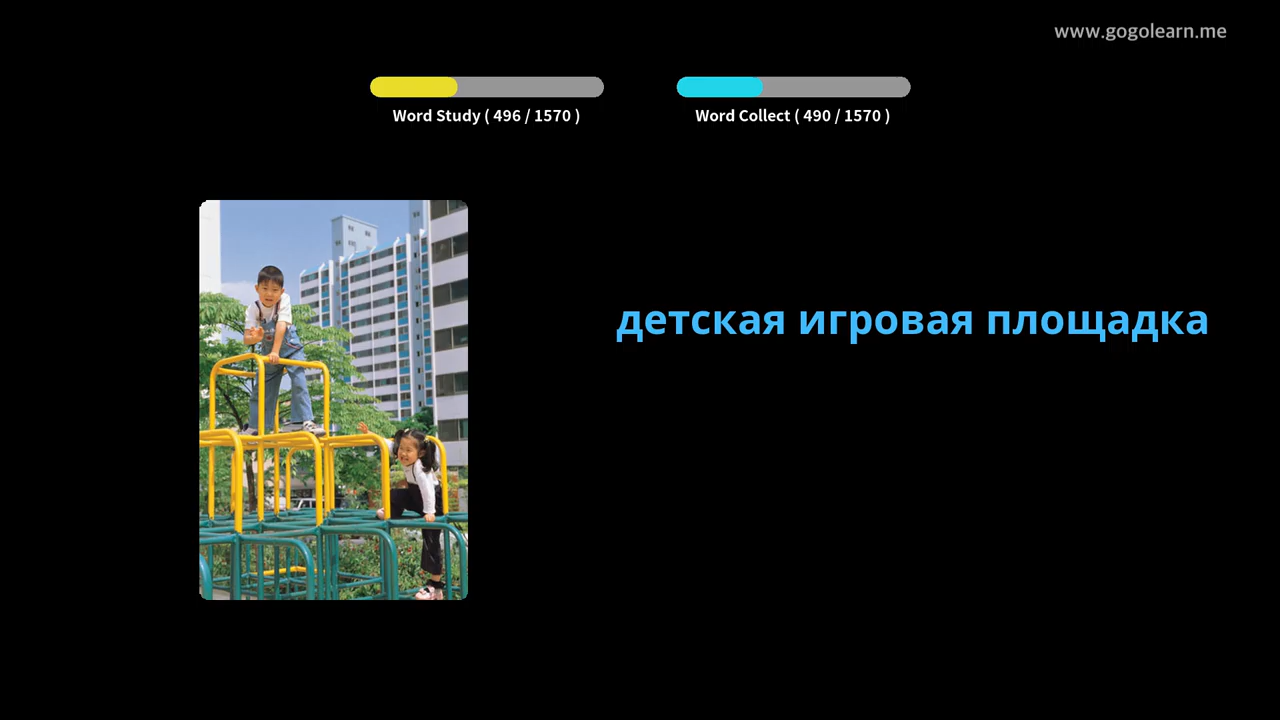 www.gogolearn.me
Word Study ( 496 / 1570 )
Word Collect ( 490 / 1570 )
детская игровая площадка